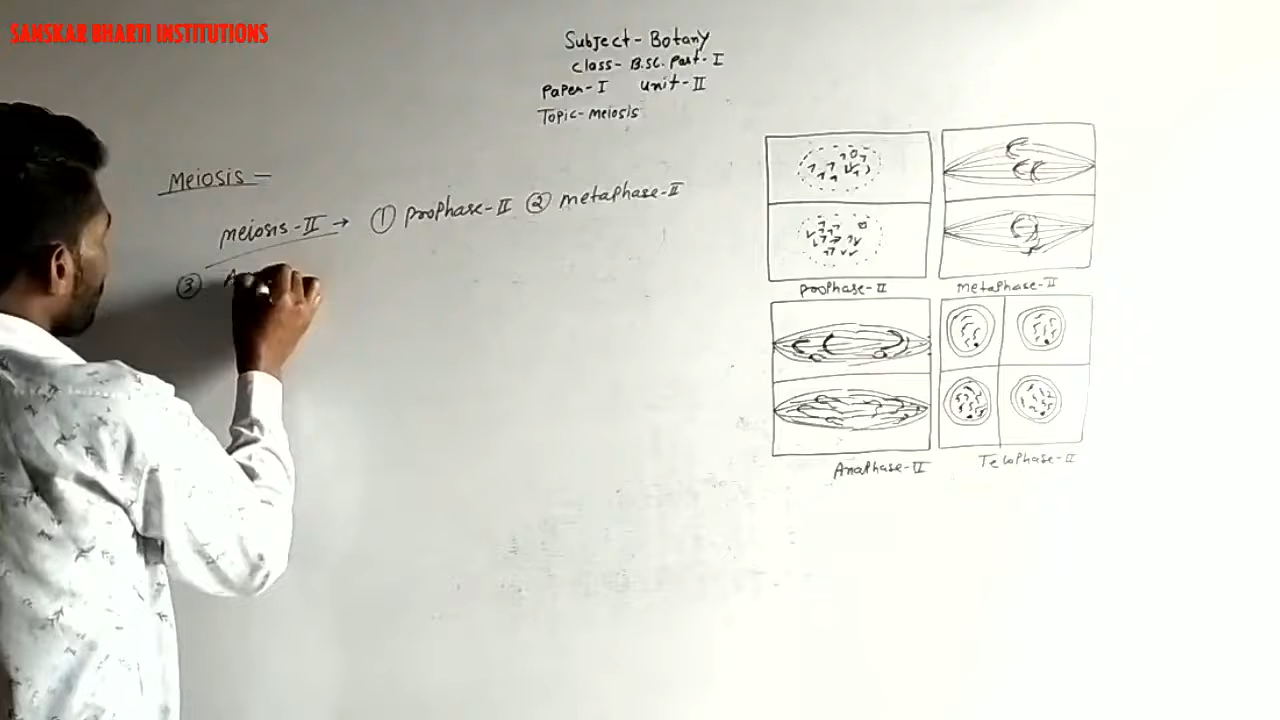 SANSKAR BHARTI INSTITUTIONS
Subject - Botany
Class - B.Sc. Part - I
Paper - I Unit - II
Topic - Meiosis
Meiosis -
Meiosis - II → ① Prophase - II ② Metaphase - II
③
Prophase - II
Metaphase - II
Anaphase - II
Telophase - II